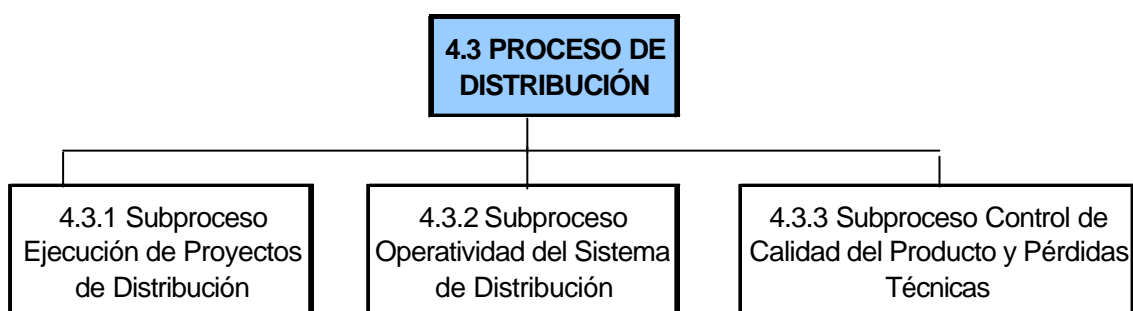 4.3 PROCESO DE
DISTRIBUCIÓN
4.3.1 Subproceso
Ejecución de Proyectos
de Distribución
4.3.2 Subproceso
Operatividad del Sistema
de Distribución
4.3.3 Subproceso Control de
Calidad del Producto y Pérdidas
Técnicas